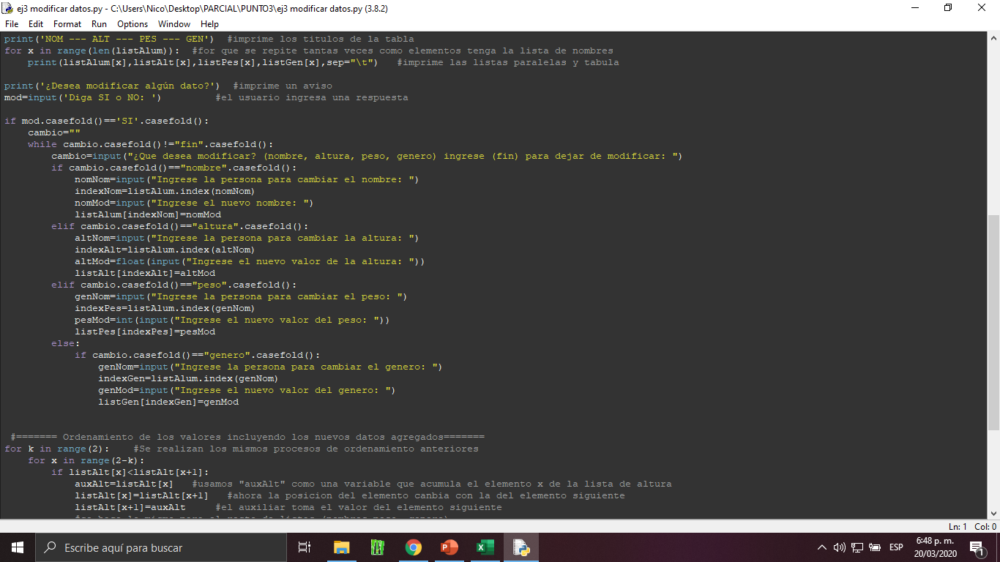 ej3 modificar datos.py - C:\Users\Nico\Desktop\PARCIAL\PUNTO3\ej3 modificar datos.py (3.8.2)
File Edit Format Run Options Window Help
print('NOM --- ALT --- PES --- GEN')  #imprime los titulos de la tabla
for x in range(len(listAlum)):  #for que se repite tantas veces como elementos tenga la lista de nombres
    print(listAlum[x],listAlt[x],listPes[x],listGen[x],sep="\t")   #imprime las listas paralelas y tabula
print('¿Desea modificar algún dato?')  #imprime un aviso
mod=input('Diga SI o NO: ')         #el usuario ingresa una respuesta
if mod.casefold()=='SI'.casefold():
    cambio=""
    while cambio.casefold()!="fin".casefold():
        cambio=input("¿Que desea modificar? (nombre, altura, peso, genero) ingrese (fin) para dejar de modificar: ")
        if cambio.casefold()=="nombre".casefold():
            nomNom=input("Ingrese la persona para cambiar el nombre: ")
            indexNom=listAlum.index(nomNom)
            nomMod=input("Ingrese el nuevo nombre: ")
            listAlum[indexNom]=nomMod
        elif cambio.casefold()=="altura".casefold():
            altNom=input("Ingrese la persona para cambiar la altura: ")
            indexAlt=listAlum.index(altNom)
            altMod=float(input("Ingrese el nuevo valor de la altura: "))
            listAlt[indexAlt]=altMod
        elif cambio.casefold()=="peso".casefold():
            genNom=input("Ingrese la persona para cambiar el peso: ")
            indexPes=listAlum.index(genNom)
            pesMod=int(input("Ingrese el nuevo valor del peso: "))
            listPes[indexPes]=pesMod
        else:
            if cambio.casefold()=="genero".casefold():
                genNom=input("Ingrese la persona para cambiar el genero: ")
                indexGen=listAlum.index(genNom)
                genMod=input("Ingrese el nuevo valor del genero: ")
                listGen[indexGen]=genMod
 #======= Ordenamiento de los valores incluyendo los nuevos datos agregados=======
for k in range(2):    #Se realizan los mismos procesos de ordenamiento anteriores
    for x in range(2-k):
        if listAlt[x]<listAlt[x+1]:
            auxAlt=listAlt[x]   #usamos "auxAlt" como una variable que acumula el elemento x de la lista de altura
            listAlt[x]=listAlt[x+1]   #ahora la posicion del elemento canbia con la del elemento siguiente
            listAlt[x+1]=auxAlt     #el auxiliar toma el valor del elemento siguiente
Ln: 1 Col: 0
Escribe aquí para buscar
ESP
6:48 p. m.
20/03/2020
1